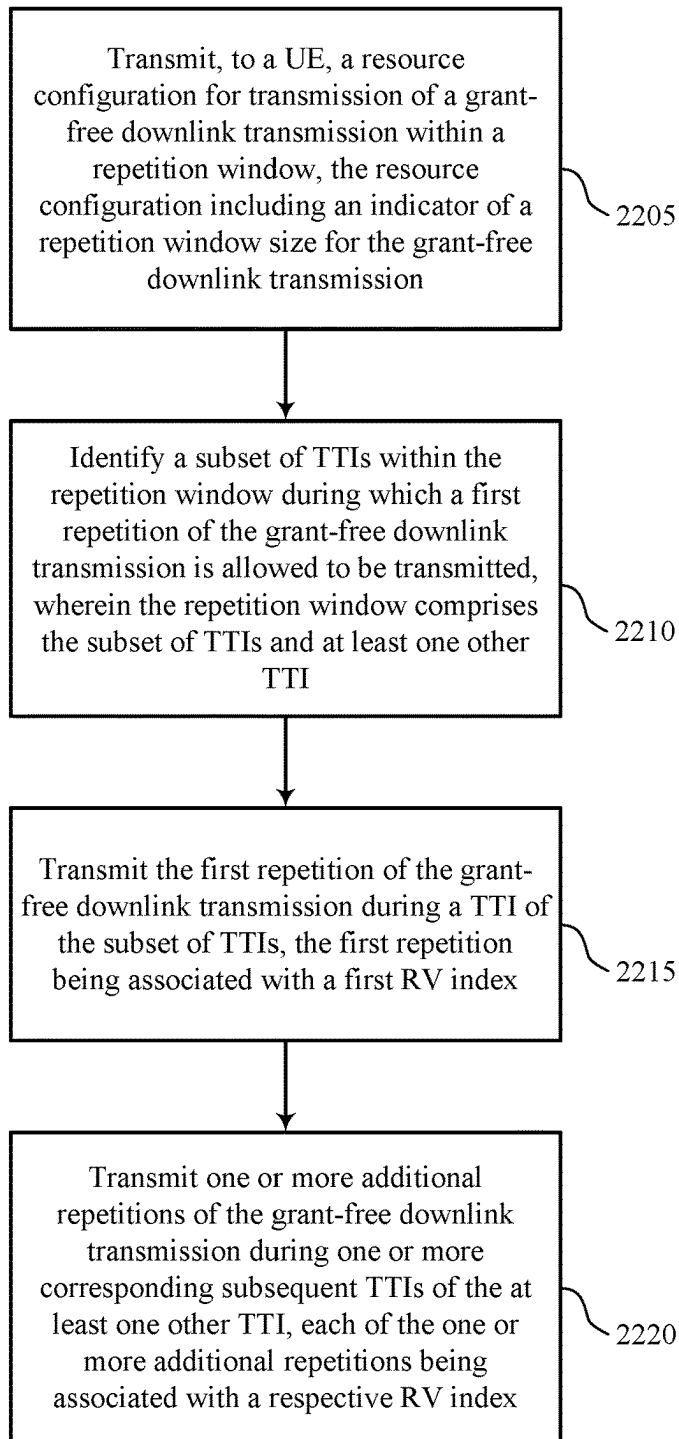 Transmit, to a UE, a resource
configuration for transmission of a grant-
free downlink transmission within a
repetition window, the resource
configuration including an indicator of a
repetition window size for the grant-free
downlink transmission
2205
Identify a subset of TTIs within the
repetition window during which a first
repetition of the grant-free downlink
transmission is allowed to be transmitted,
wherein the repetition window comprises
the subset of TTIs and at least one other
TTI
2210
Transmit the first repetition of the grant-
free downlink transmission during a TTI of
the subset of TTIs, the first repetition
being associated with a first RV index
2215
Transmit one or more additional
repetitions of the grant-free downlink
transmission during one or more
corresponding subsequent TTIs of the at
least one other TTI, each of the one or
more additional repetitions being
associated with a respective RV index
2220